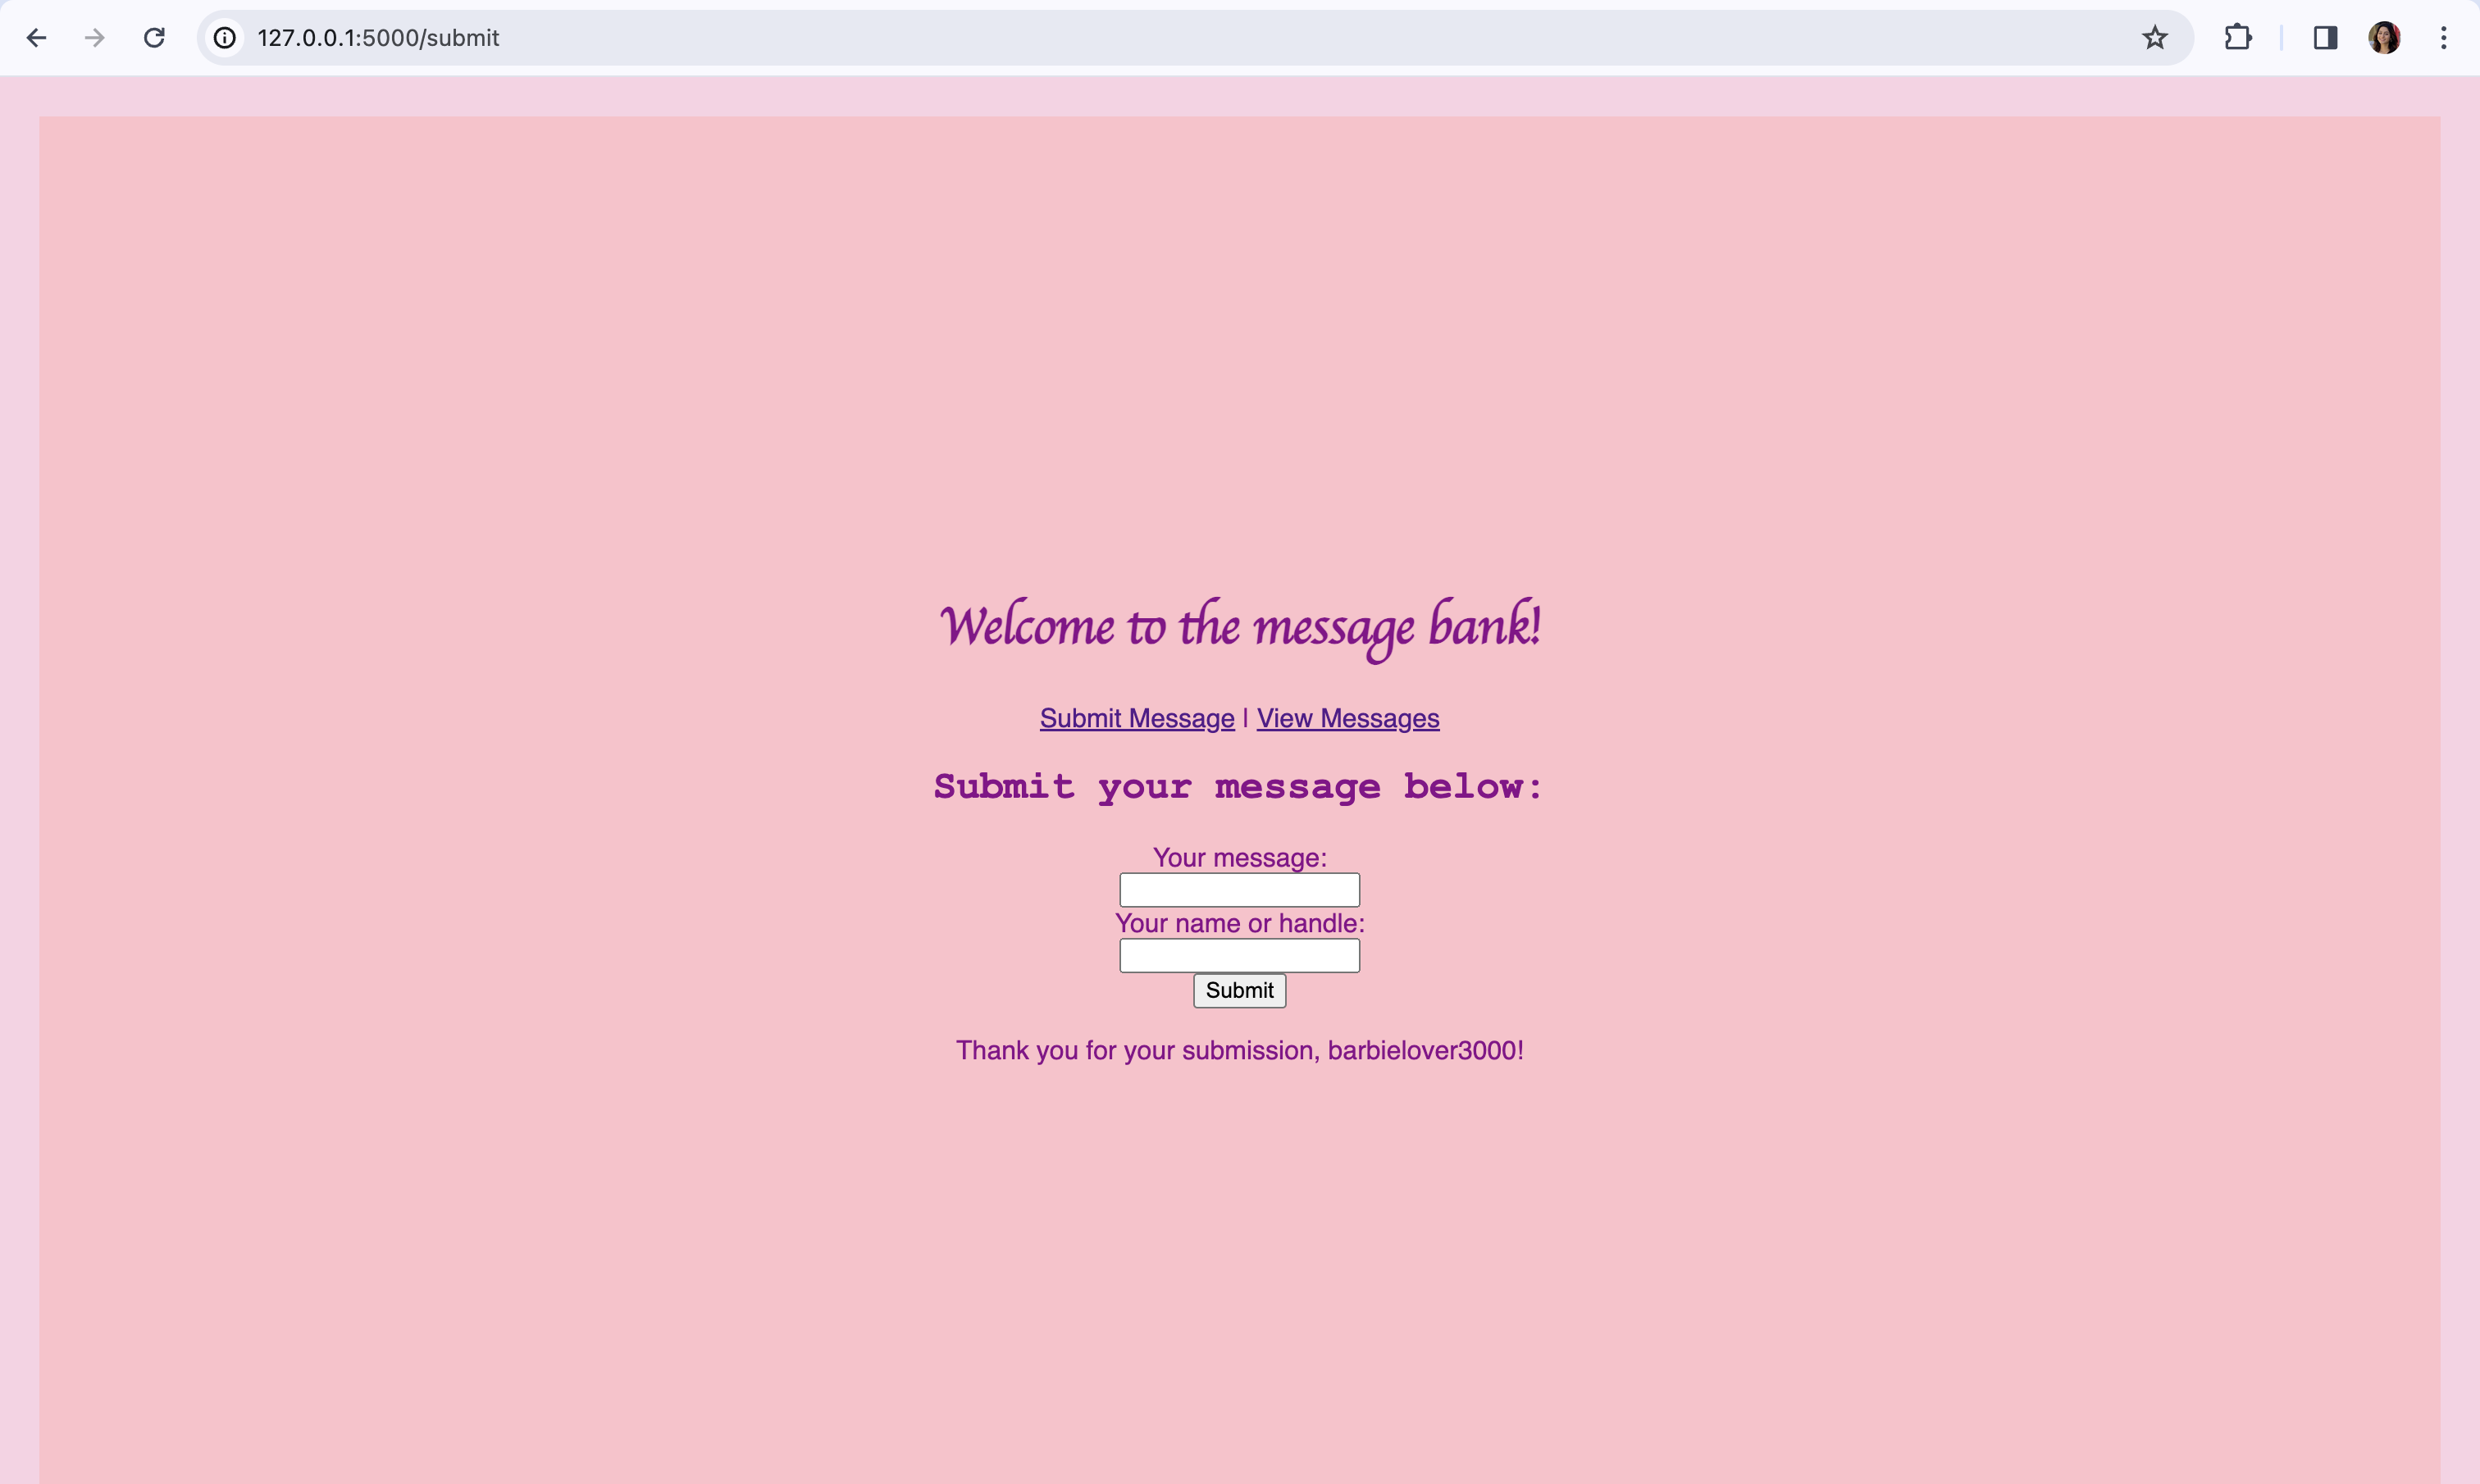 127.0.0.1:5000/submit
Welcome to the message bank!
Submit Message | View Messages
Submit your message below:
Your message:
Your name or handle:
Submit
Thank you for your submission, barbielover3000!